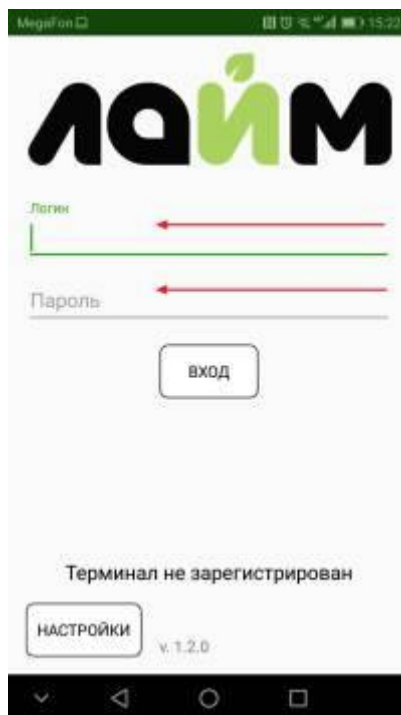 MegaFon
15:22
лайм
Логин
Пароль
ВХОД
Терминал не зарегистрирован
НАСТРОЙКИ
v. 1.2.0